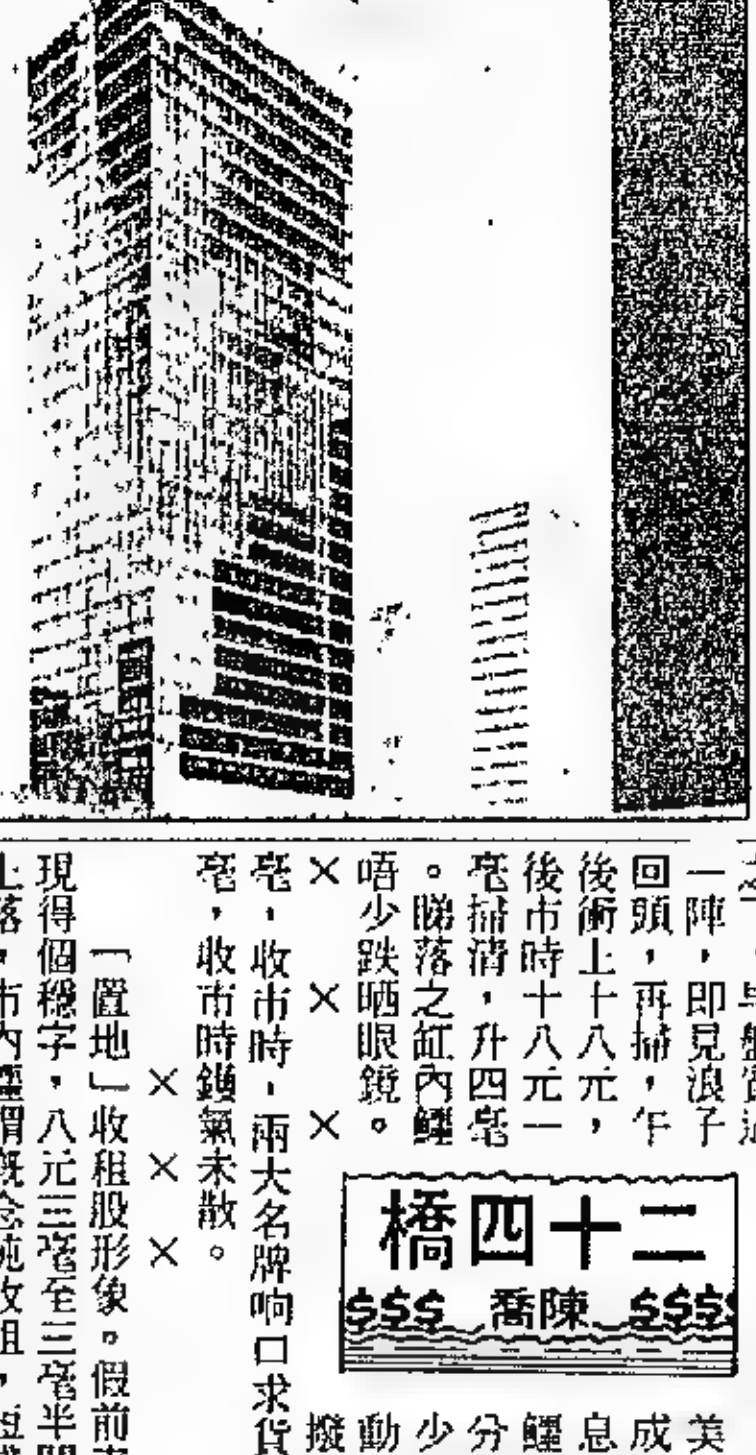 一陣，即見浪子
回頭，再掃，午
後衝上十八元，
後市時十八元一
毫掃清，升四毫
。睇落之缸內鱷
唔少跌晒眼鏡。
×　×　×
毫，收市時，兩大名牌响口求貨
毫，收市時鑊氣未散。
×　×　×
「置地」收租股形象。假前
現得個穩字，八元三毫至三毫半
二十四橋
$$$ 陳喬 $$$
美
成
息
鱷
分
少
動
撥